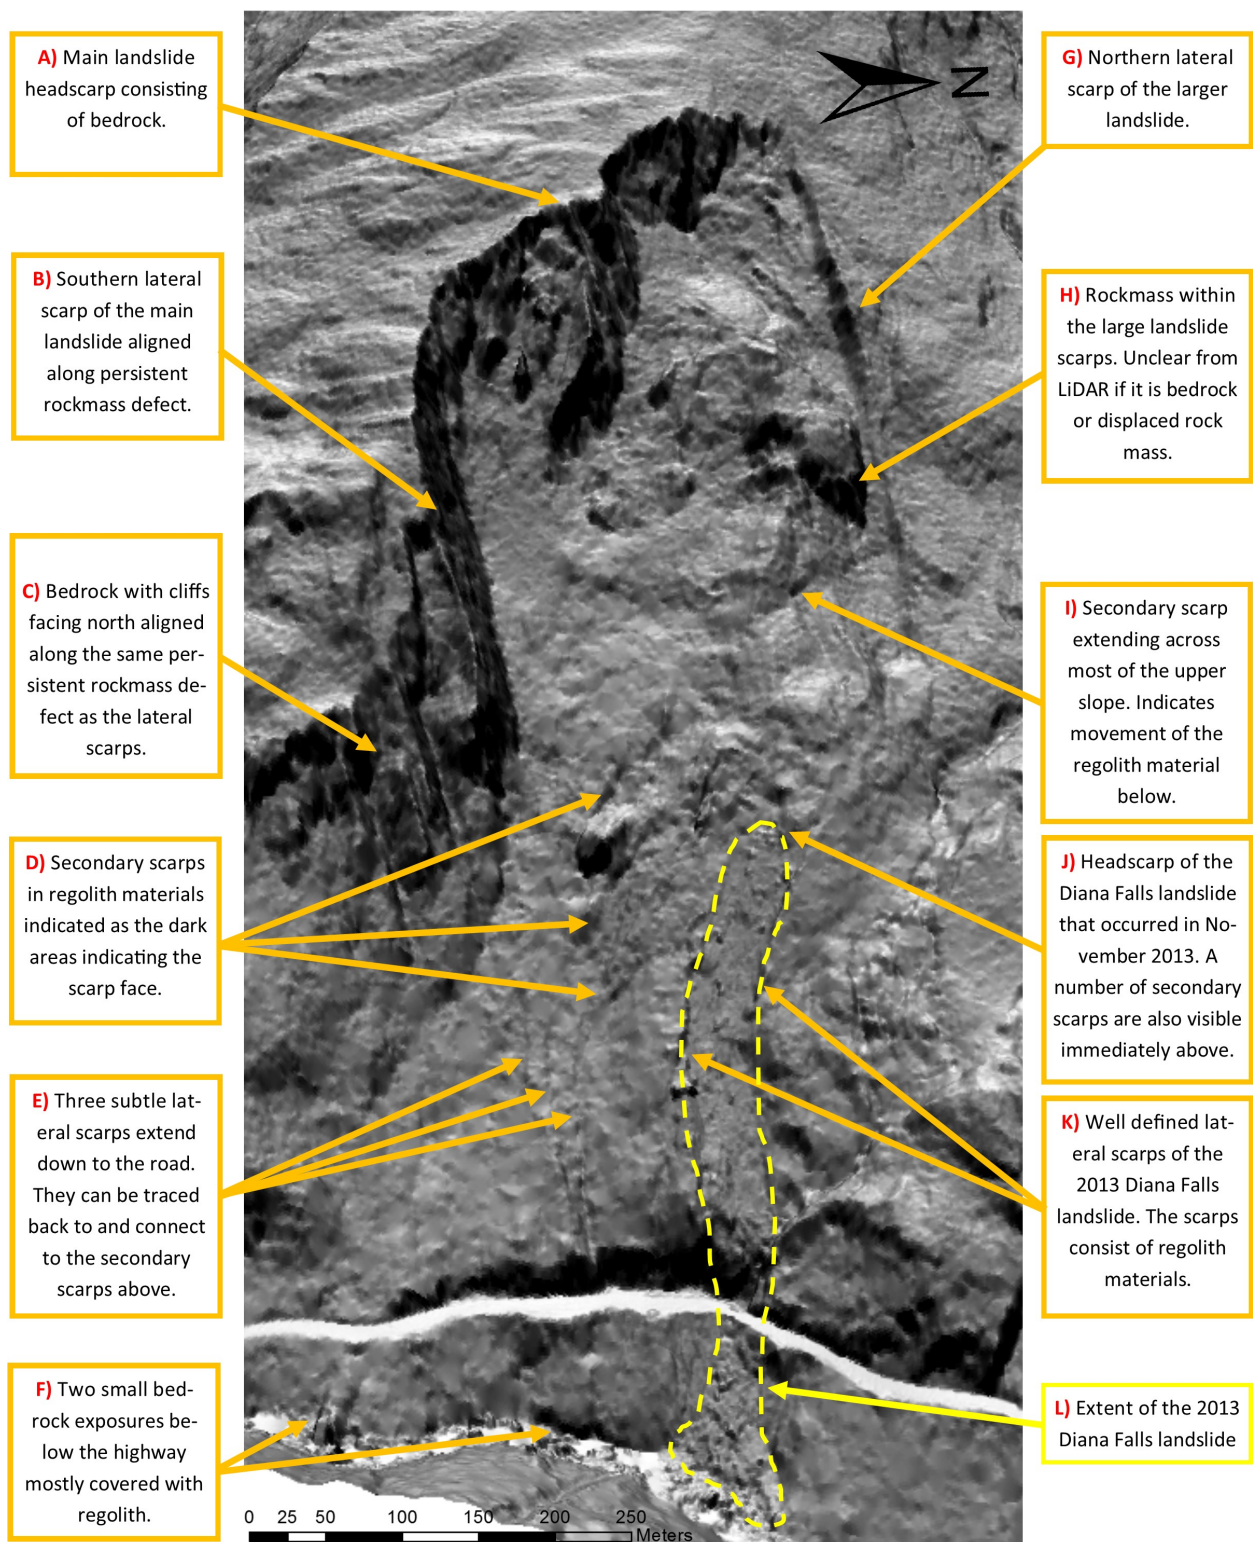 A) Main landslide
headscarp consisting
of bedrock.
B) Southern lateral
scarp of the main
landslide aligned
along persistent
rockmass defect.
C) Bedrock with cliffs
facing north aligned
along the same per-
sistent rockmass de-
fect as the lateral
scarps.
D) Secondary scarps
in regolith materials
indicated as the dark
areas indicating the
scarp face.
E) Three subtle lat-
eral scarps extend
down to the road.
They can be traced
back to and connect
to the secondary
scarps above.
F) Two small bed-
rock exposures be-
low the highway
mostly covered with
regolith.
N
G) Northern lateral
scarp of the larger
landslide.
H) Rockmass within
the large landslide
scarps. Unclear from
LiDAR if it is bedrock
or displaced rock
mass.
I) Secondary scarp
extending across
most of the upper
slope. Indicates
movement of the
regolith material
below.
J) Headscarp of the
Diana Falls landslide
that occurred in No-
vember 2013. A
number of secondary
scarps are also visible
immediately above.
K) Well defined lat-
eral scarps of the
2013 Diana Falls
landslide. The scarps
consist of regolith
materials.
L) Extent of the 2013
Diana Falls landslide
0 25 50 100 150 200 250
Meters